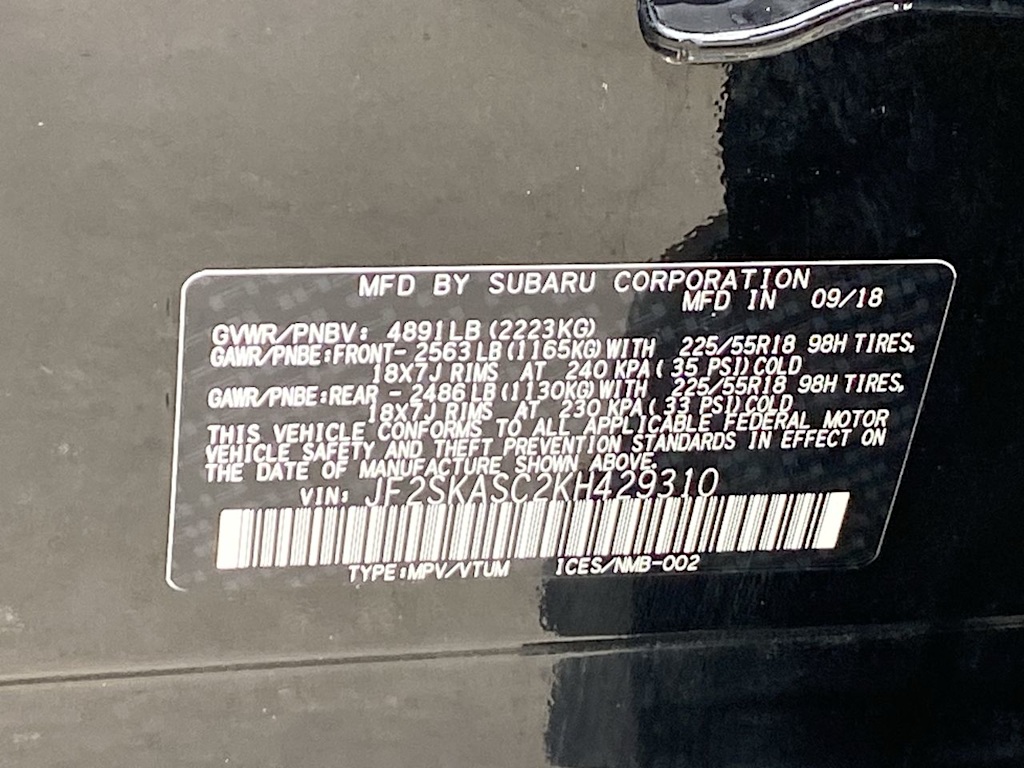 MFD BY SUBARU CORPORATION
MFD IN 09/18
GVWR/PNBV: 4891LB (2223KG)
GAWR/PNBE:FRONT- 2563LB (1165KG) WITH 225/55R18 98H TIRES,
18X7J RIMS AT 240 KPA ( 35 PSI) COLD
GAWR/PNBE:REAR - 2486LB (1130KG) WITH 225/55R18 98H TIRES,
18X7J RIMS AT 230 KPA ( 33 PSI) COLD
THIS VEHICLE CONFORMS TO ALL APPLICABLE FEDERAL MOTOR
VEHICLE SAFETY AND THEFT PREVENTION STANDARDS IN EFFECT ON
THE DATE OF MANUFACTURE SHOWN ABOVE.
VIN: JF2SKASC2KH429310
TYPE:MPV/VTUM ICES/NMB-002